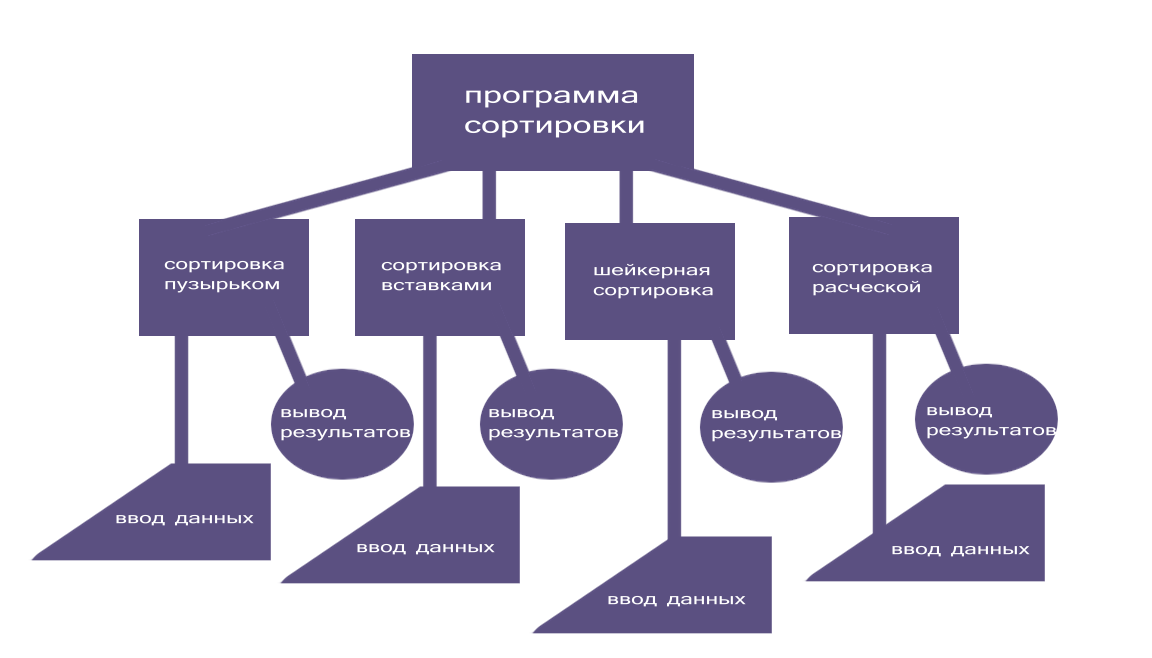 программа
сортировки
сортировка
пузырьком
сортировка
вставками
шейкерная
сортировка
сортировка
расческой
вывод
результатов
вывод
результатов
вывод
результатов
вывод
результатов
ввод данных
ввод данных
ввод данных
ввод данных